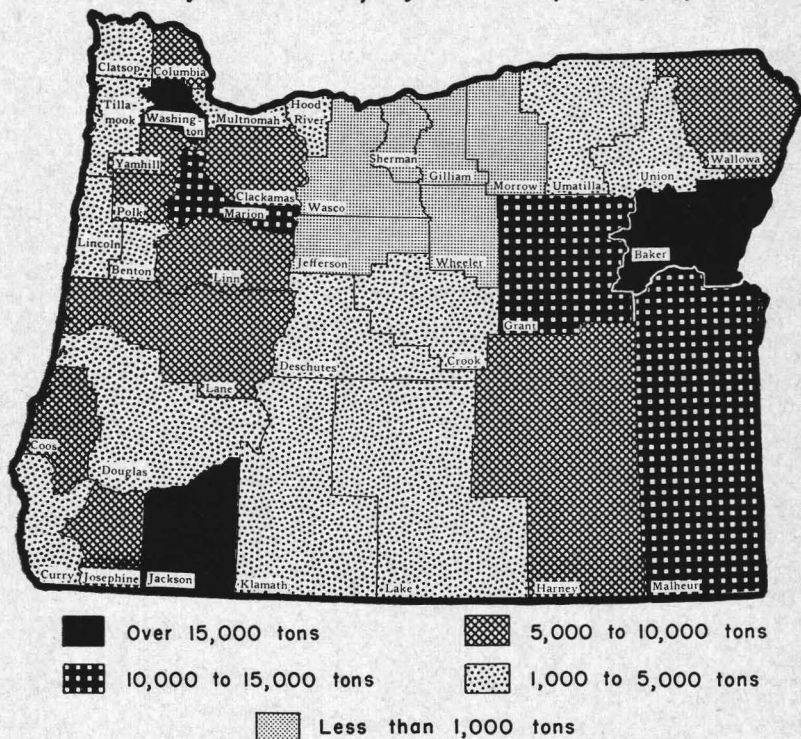 Clatsop
Columbia
Tilla-
mook
Washing-
ton
Multnomah
Hood
River
Sherman
Gilliam
Morrow
Umatilla
Union
Wallowa
Yamhill
Clackamas
Polk
Marion
Wasco
Lincoln
Benton
Linn
Jefferson
Wheeler
Baker
Grant
Crook
Deschutes
Lane
Coos
Douglas
Curry
Josephine
Jackson
Klamath
Lake
Harney
Malheur
Over 15,000 tons
5,000 to 10,000 tons
10,000 to 15,000 tons
1,000 to 5,000 tons
Less than 1,000 tons